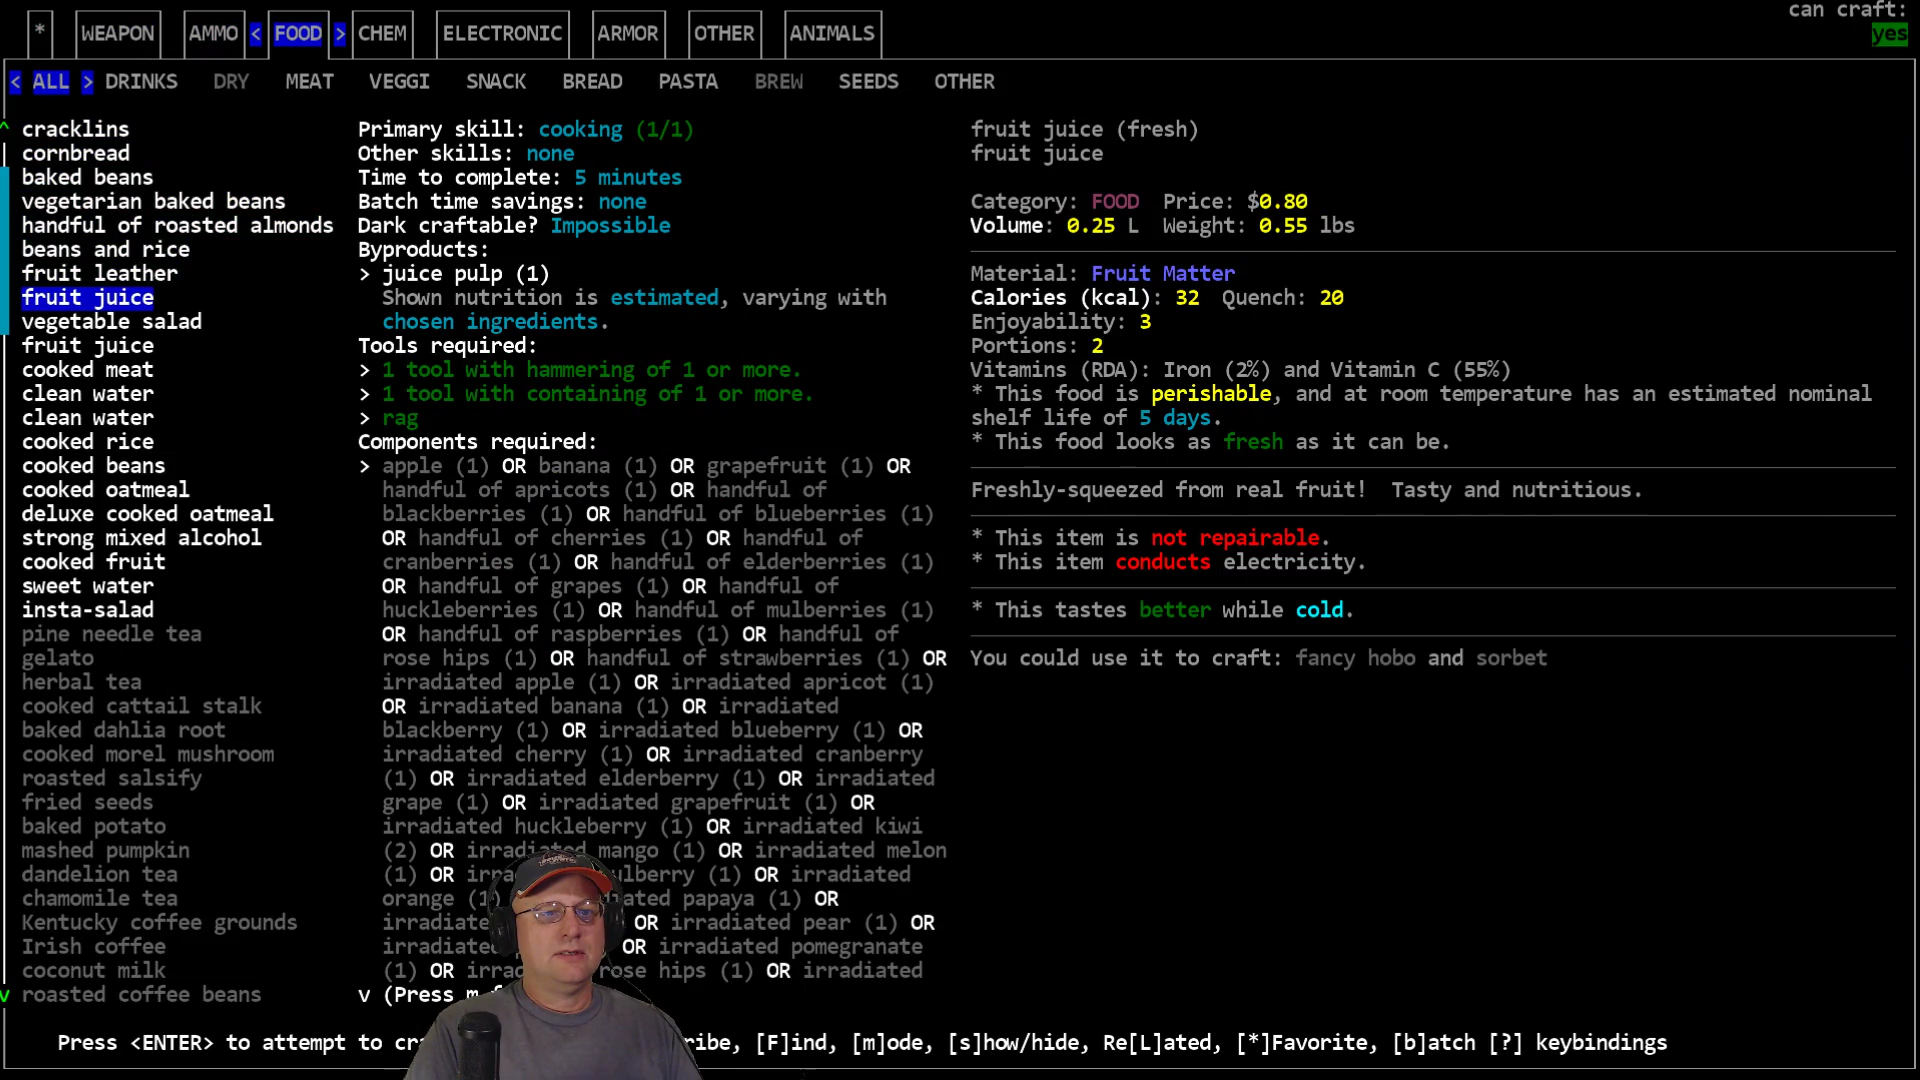 can craft:
* WEAPON AMMO < FOOD > CHEM ELECTRONIC ARMOR OTHER ANIMALS yes
< ALL > DRINKS DRY MEAT VEGGI SNACK BREAD PASTA BREW SEEDS OTHER
^ cracklins
cornbread
baked beans
vegetarian baked beans
handful of roasted almonds
beans and rice
fruit leather
fruit juice
vegetable salad
fruit juice
cooked meat
clean water
clean water
cooked rice
cooked beans
cooked oatmeal
deluxe cooked oatmeal
strong mixed alcohol
cooked fruit
sweet water
insta-salad
pine needle tea
gelato
herbal tea
cooked cattail stalk
baked dahlia root
cooked morel mushroom
roasted salsify
fried seeds
baked potato
mashed pumpkin
dandelion tea
chamomile tea
Kentucky coffee grounds
Irish coffee
coconut milk
v roasted coffee beans
Primary skill: cooking (1/1)
Other skills: none
Time to complete: 5 minutes
Batch time savings: none
Dark craftable? Impossible
Byproducts:
> juice pulp (1)
Shown nutrition is estimated, varying with
chosen ingredients.
Tools required:
> 1 tool with hammering of 1 or more.
> 1 tool with containing of 1 or more.
> rag
Components required:
> apple (1) OR banana (1) OR grapefruit (1) OR
handful of apricots (1) OR handful of
blackberries (1) OR handful of blueberries (1)
OR handful of cherries (1) OR handful of
cranberries (1) OR handful of elderberries (1)
OR handful of grapes (1) OR handful of
huckleberries (1) OR handful of mulberries (1)
OR handful of raspberries (1) OR handful of
rose hips (1) OR handful of strawberries (1) OR
irradiated apple (1) OR irradiated apricot (1)
OR irradiated banana (1) OR irradiated
blackberry (1) OR irradiated blueberry (1) OR
irradiated cherry (1) OR irradiated cranberry
(1) OR irradiated elderberry (1) OR irradiated
grape (1) OR irradiated grapefruit (1) OR
irradiated huckleberry (1) OR irradiated kiwi
(2) OR irradiated mango (1) OR irradiated melon
(1) OR (1) OR irradiated
orange papaya (1) OR
OR irradiated pear (1) OR
OR irradiated pomegranate
(1) OR rose hips (1) OR irradiated
v (Press m
fruit juice (fresh)
fruit juice
Category: FOOD Price: $0.80
Volume: 0.25 L Weight: 0.55 lbs
Material: Fruit Matter
Calories (kcal): 32 Quench: 20
Enjoyability: 3
Portions: 2
Vitamins (RDA): Iron (2%) and Vitamin C (55%)
* This food is perishable, and at room temperature has an estimated nominal
shelf life of 5 days.
* This food looks as fresh as it can be.
Freshly-squeezed from real fruit! Tasty and nutritious.
* This item is not repairable.
* This item conducts electricity.
* This tastes better while cold.
You could use it to craft: fancy hobo and sorbet
Press <ENTER> to attempt to [F]ind, [m]ode, [s]how/hide, Re[L]ated, [*]Favorite, [b]atch [?] keybindings